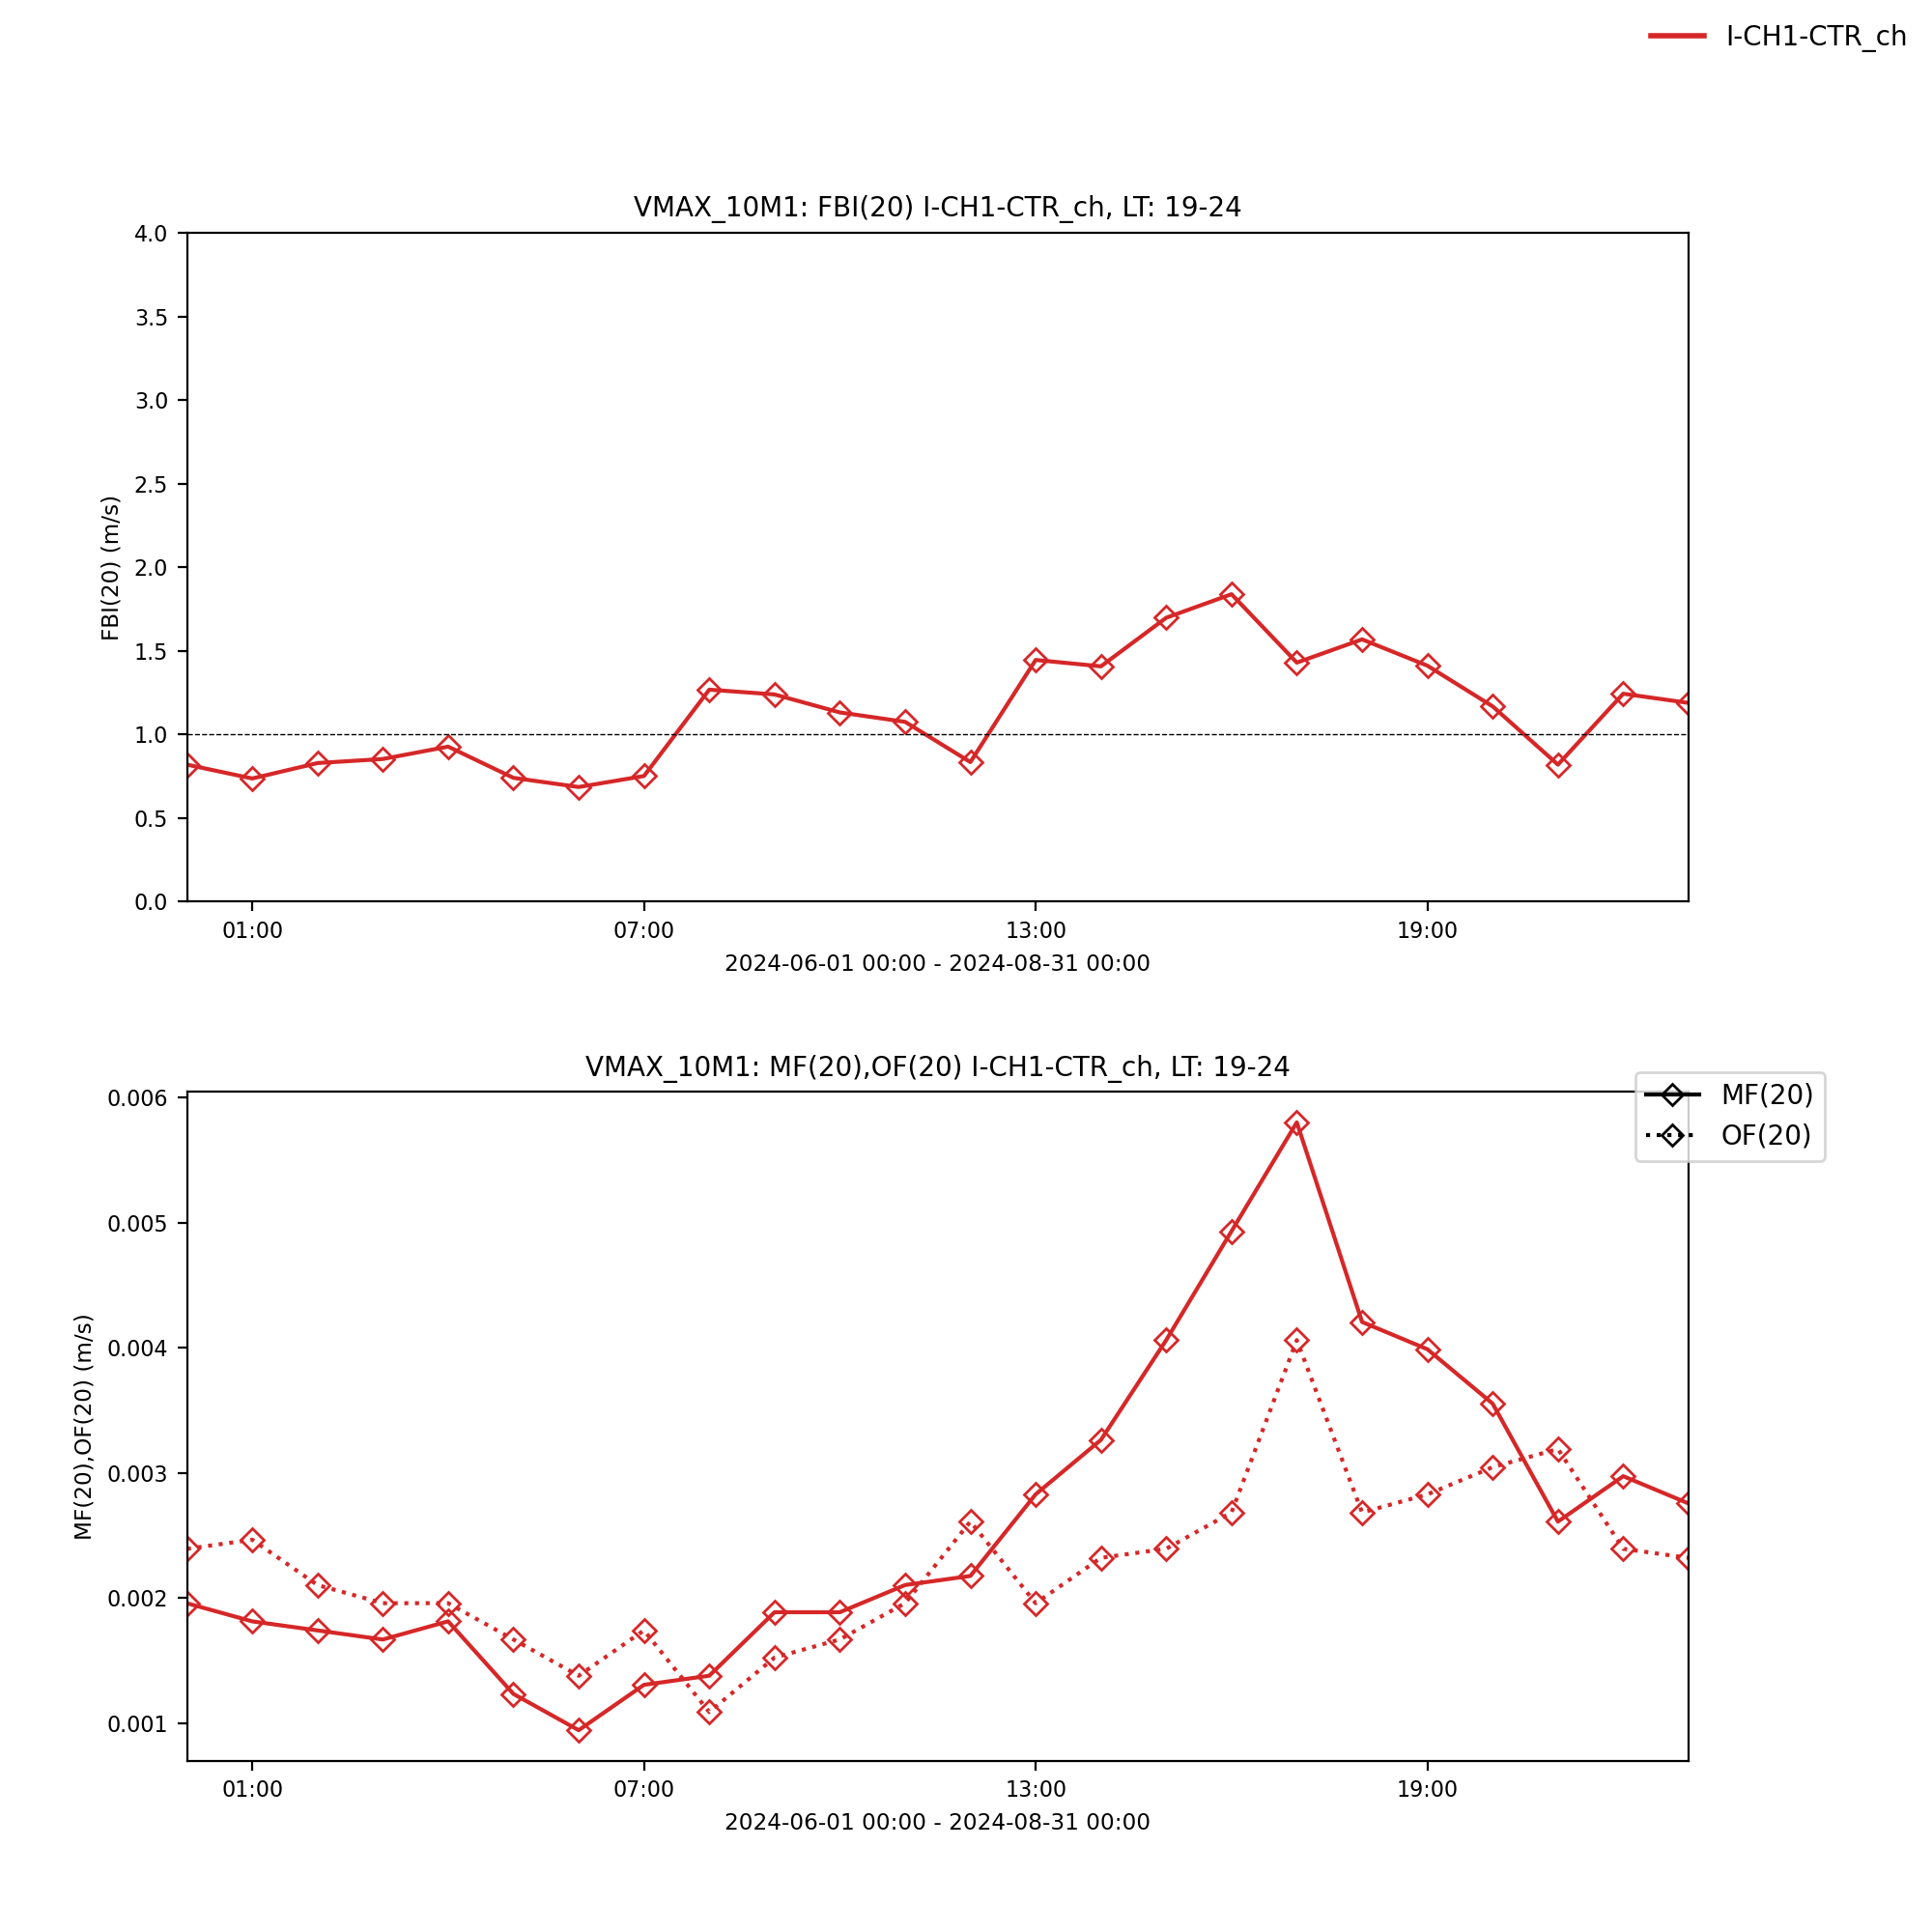 I-CH1-CTR_ch
VMAX_10M1: FBI(20) I-CH1-CTR_ch, LT: 19-24
4.0
3.5
3.0
2.5
2.0
1.5
1.0
0.5
0.0
FBI(20) (m/s)
01:00 07:00 13:00 19:00
2024-06-01 00:00 - 2024-08-31 00:00
VMAX_10M1: MF(20),OF(20) I-CH1-CTR_ch, LT: 19-24
MF(20)
OF(20)
0.006
0.005
0.004
0.003
0.002
0.001
MF(20),OF(20) (m/s)
01:00 07:00 13:00 19:00
2024-06-01 00:00 - 2024-08-31 00:00